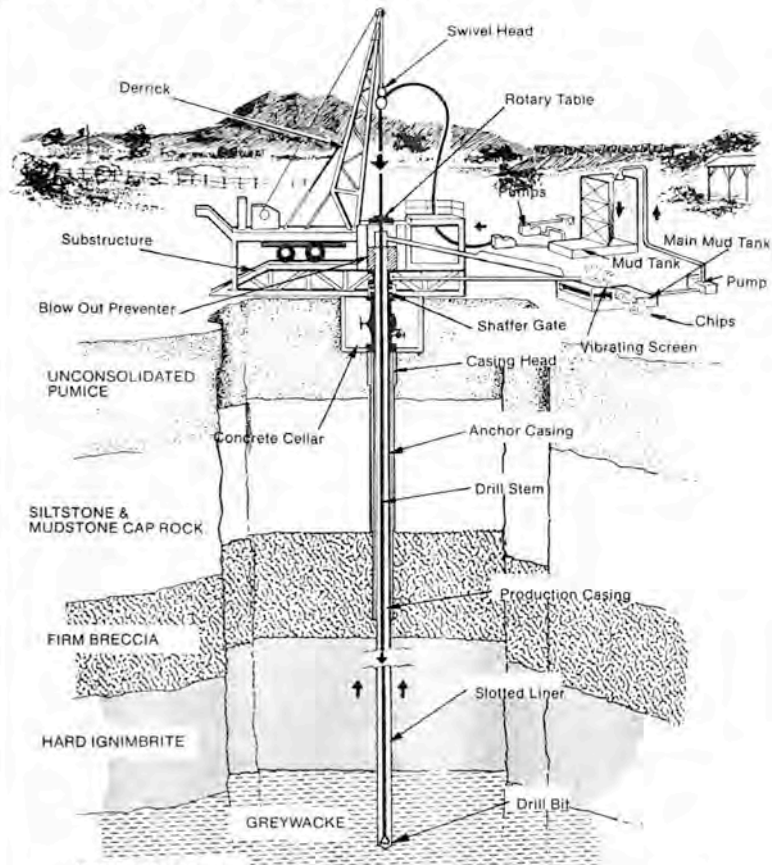 Swivel Head
Derrick
Rotary Table
Pumps
Substructure
Main Mud Tank
Mud Tank
Pump
Blow Out Preventer
Shaffer Gate
Chips
Vibrating Screen
Casing Head
UNCONSOLIDATED
PUMICE
Concrete Cellar
Anchor Casing
Drill Stem
SILTSTONE &
MUDSTONE CAP ROCK
Production Casing
FIRM BRECCIA
Slotted Liner
HARD IGNIMBRITE
Drill Bit
GREYWACKE